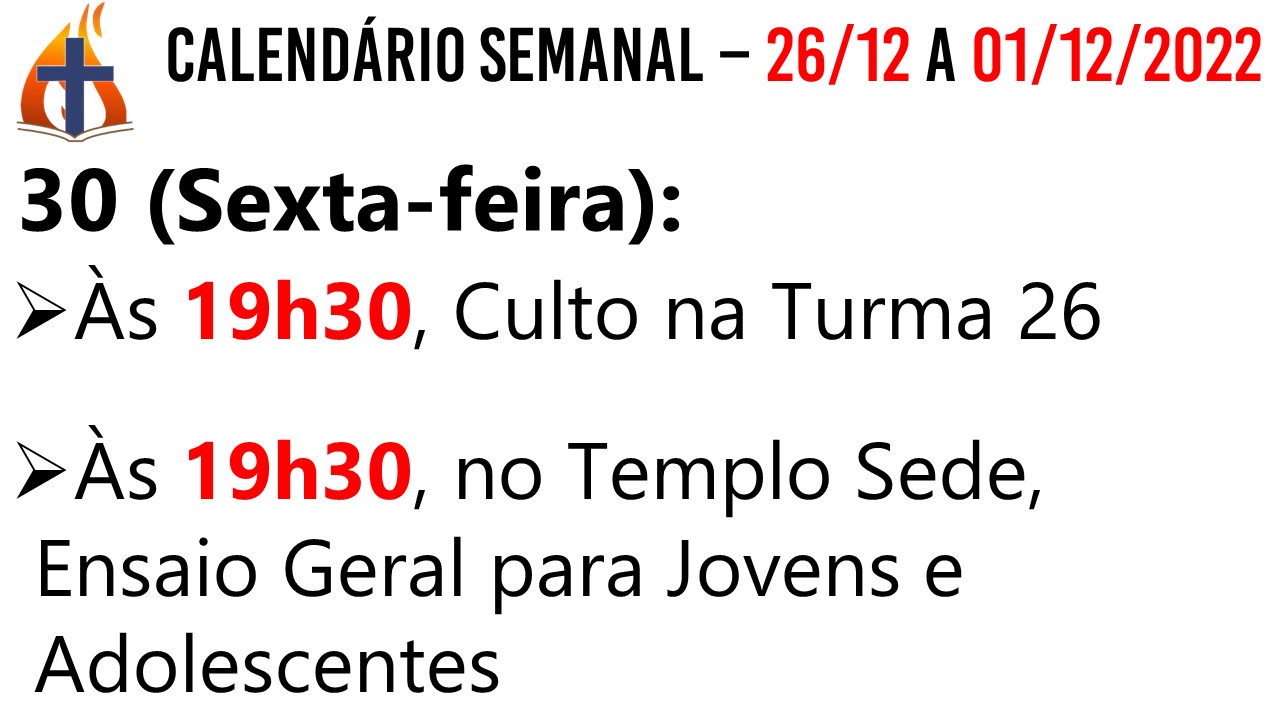 CALENDÁRIO SEMANAL – 26/12 A 01/12/2022
30 (Sexta-feira):
➢Às 19h30, Culto na Turma 26
➢Às 19h30, no Templo Sede,
Ensaio Geral para Jovens e
Adolescentes